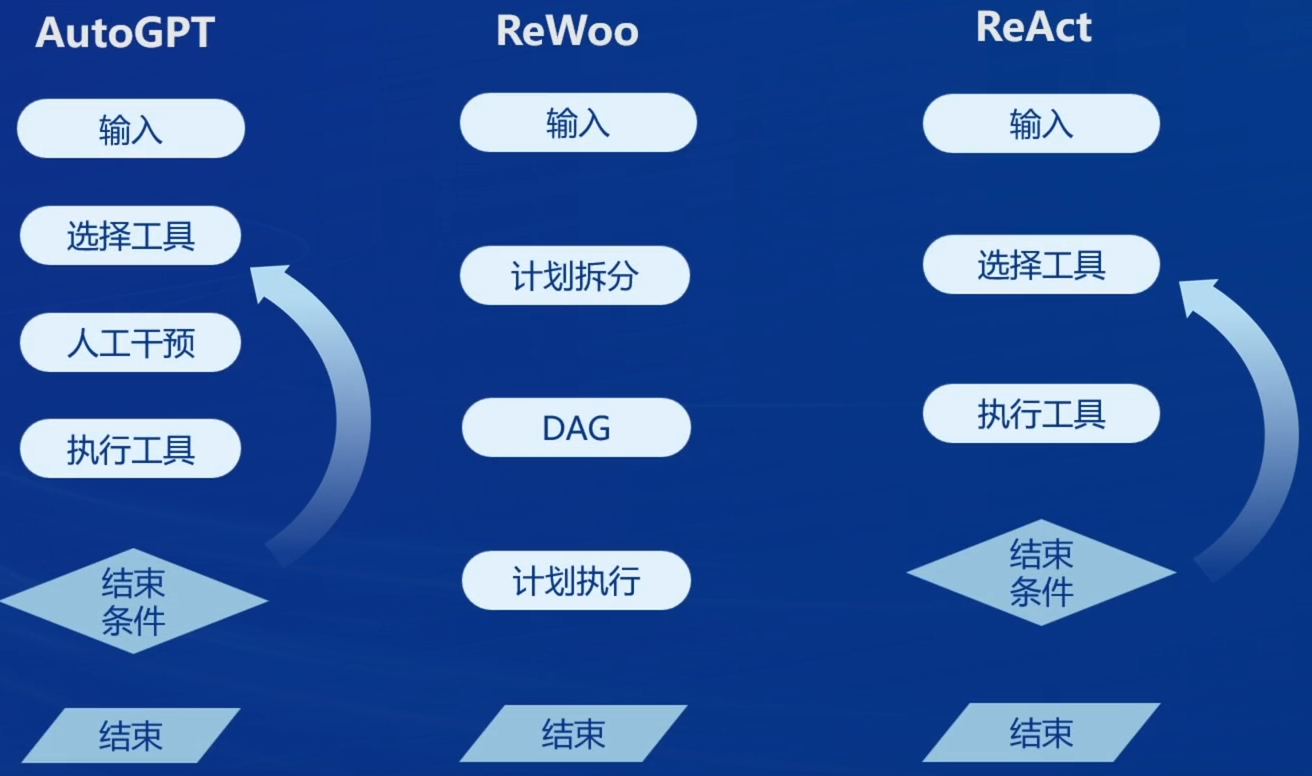 AutoGPT
输入
选择工具
人工干预
执行工具
结束
条件
结束
ReWoo
输入
计划拆分
DAG
计划执行
结束
ReAct
输入
选择工具
执行工具
结束
条件
结束